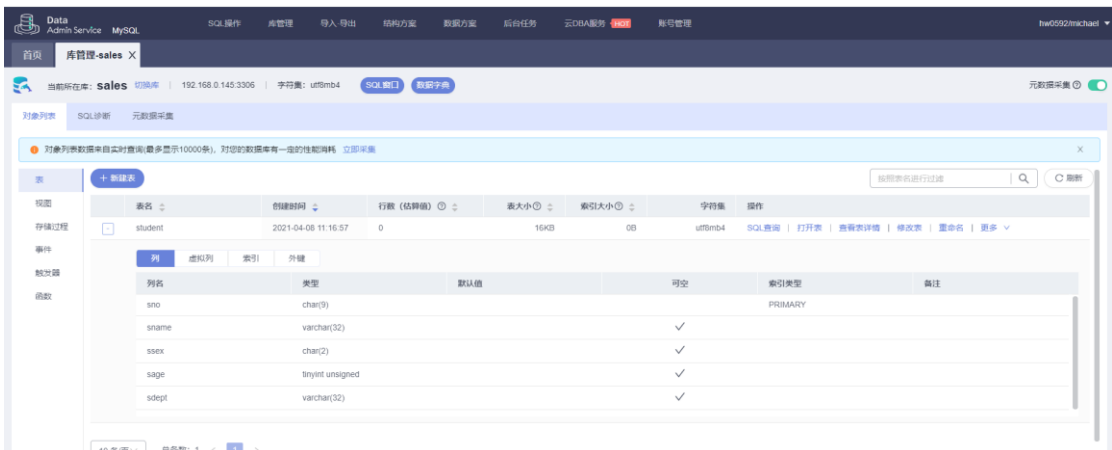 Data
Admin Service MySQL SQL操作 库管理 导入·导出 结构方案 数据方案 后台任务 云DBA服务 HOT 账号管理 hw0592/michael
首页 库管理-sales X
当前所在库: sales 切换库 | 192.168.0.145:3306 | 字符集: utf8mb4 SQL窗口 数据字典 元数据采集
对象列表 SQL诊断 元数据采集
对象列表数据来自实时查询(最多显示10000条)，对您的数据库有一定的性能消耗 立即采集
表 + 新建表 按照表名进行过滤 刷新
视图 表名 创建时间 行数 (估算值) 表大小 索引大小 字符集 操作
存储过程 student 2021-04-08 11:16:57 0 16KB 0B utf8mb4 SQL查询 | 打开表 | 查看表详情 | 修改表 | 重命名 | 更多
事件 列 虚拟列 索引 外键
触发器 列名 类型 默认值 可空 索引类型 备注
函数
sno char(9) PRIMARY
sname varchar(32)
ssex char(2)
sage tinyint unsigned
sdept varchar(32)
总条数: 1 < 1 >